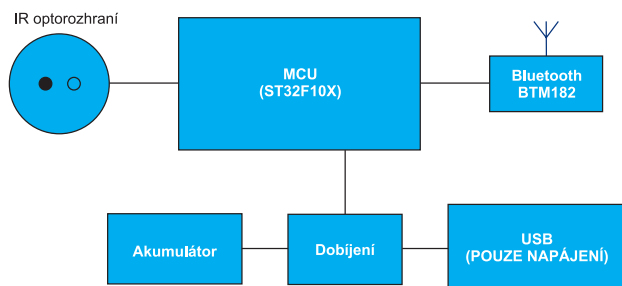 IR optorozhraní
MCU
(ST32F10X)
Bluetooth
BTM182
Akumulátor
Dobíjení
USB
(POUZE NAPÁJENÍ)